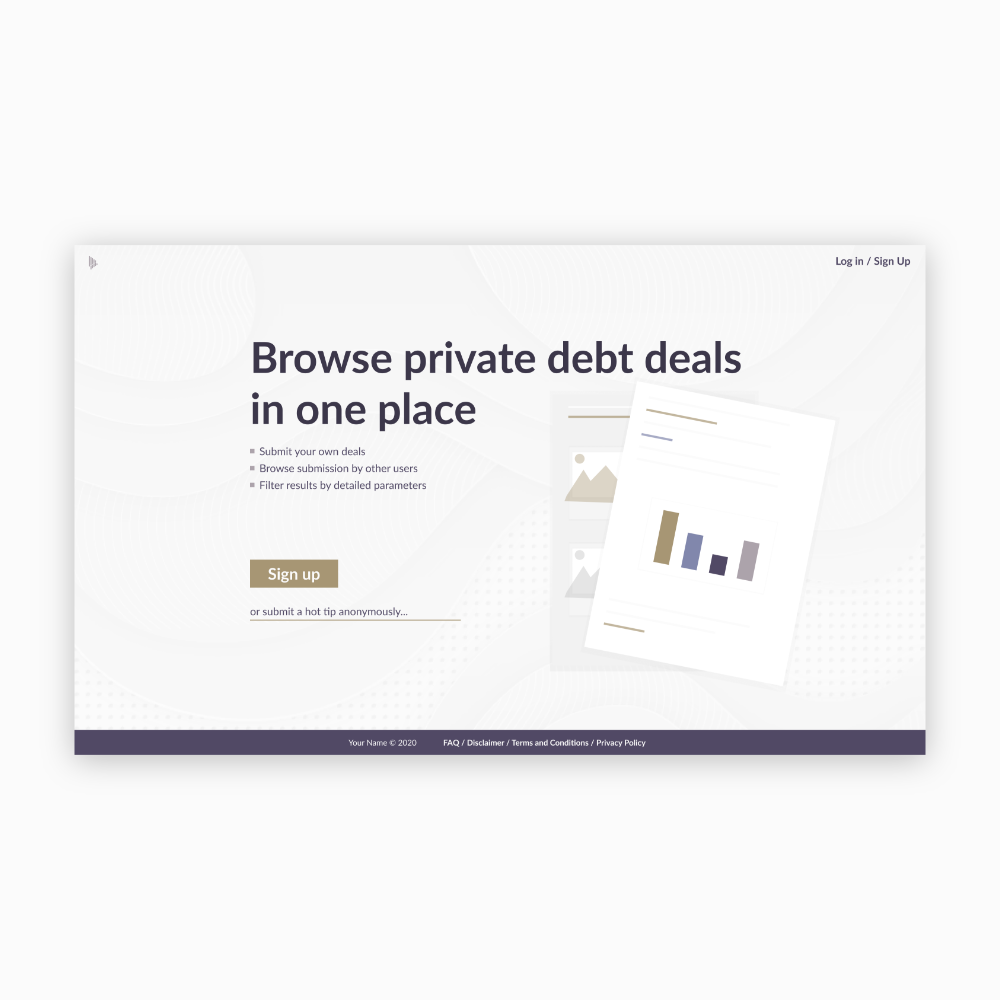 Log in / Sign Up
Browse private debt deals
in one place
Submit your own deals
Browse submission by other users
Filter results by detailed parameters
Sign up
or submit a hot tip anonymously...
Your Name © 2020 FAQ / Disclaimer / Terms and Conditions / Privacy Policy